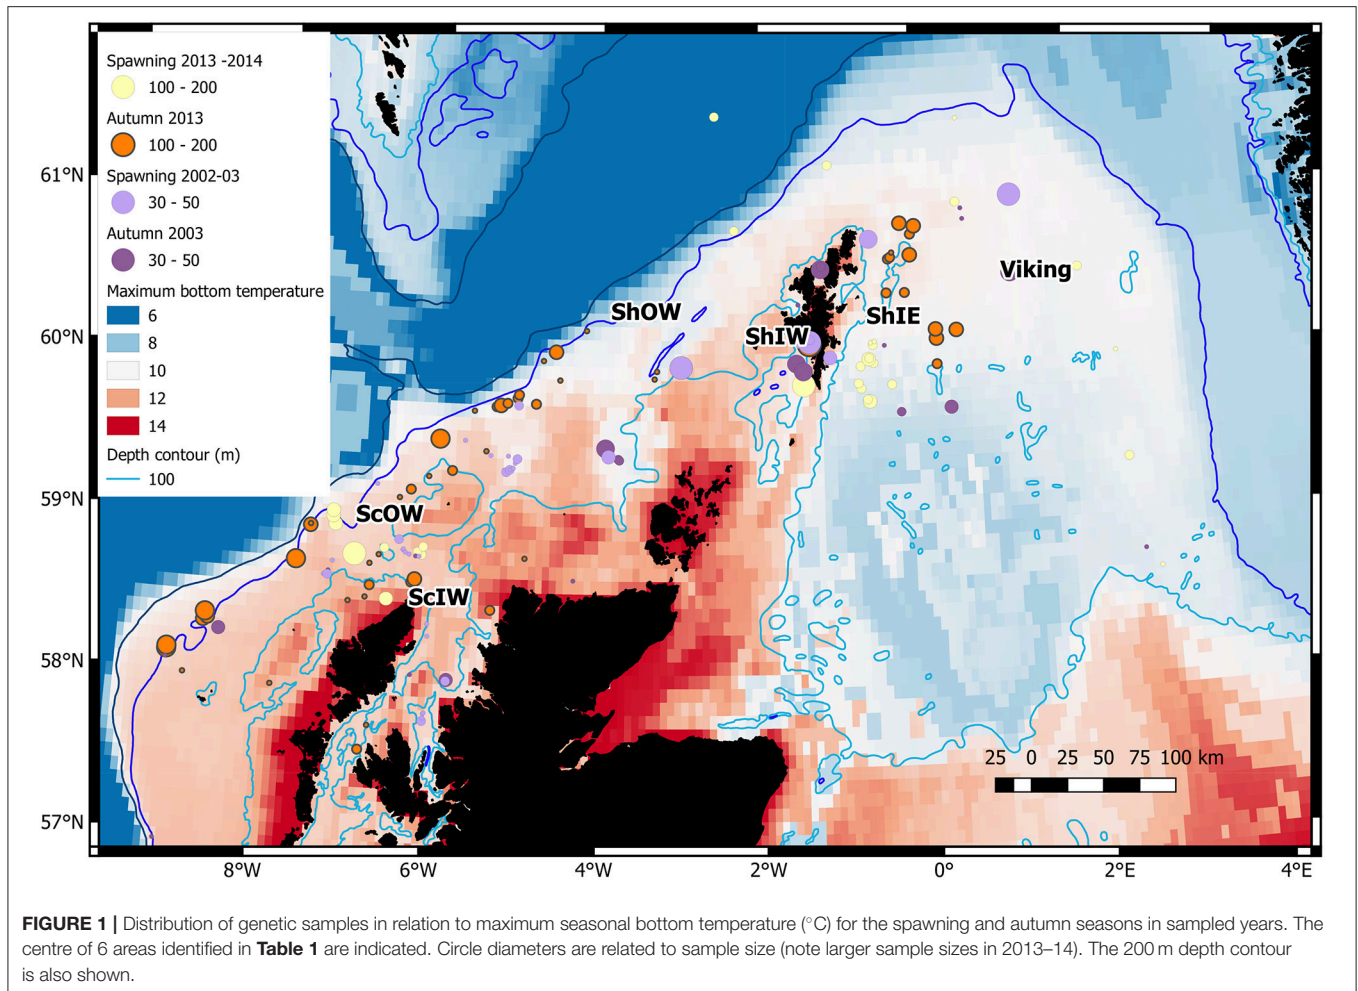 Spawning 2013 -2014
100 - 200
Autumn 2013
100 - 200
Spawning 2002-03
30 - 50
Autumn 2003
30 - 50
Maximum bottom temperature
6
8
10
12
14
Depth contour (m)
100
61°N
60°N
59°N
58°N
57°N
ShOW
ShIW
ShIE
Viking
ScOW
ScIW
25 0 25 50 75 100 km
8°W 6°W 4°W 2°W 0° 2°E 4°E
FIGURE 1 | Distribution of genetic samples in relation to maximum seasonal bottom temperature (°C) for the spawning and autumn seasons in sampled years. The
centre of 6 areas identified in Table 1 are indicated. Circle diameters are related to sample size (note larger sample sizes in 2013–14). The 200 m depth contour
is also shown.